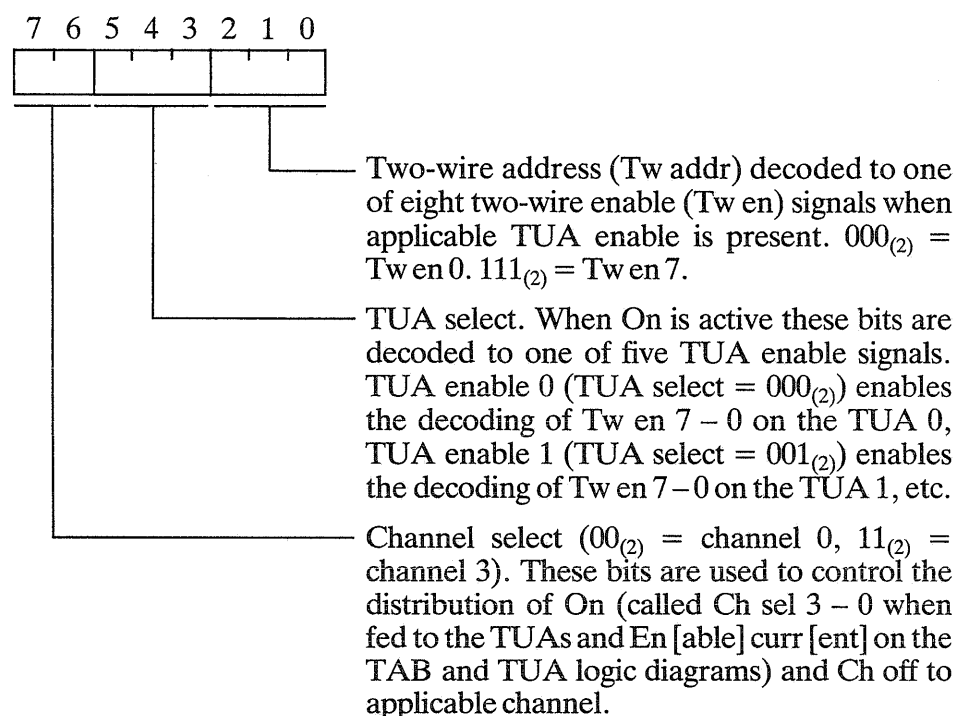 7 6 5 4 3 2 1 0
Two-wire address (Tw addr) decoded to one
of eight two-wire enable (Tw en) signals when
applicable TUA enable is present. 000(2) =
Tw en 0. 111(2) = Tw en 7.
TUA select. When On is active these bits are
decoded to one of five TUA enable signals.
TUA enable 0 (TUA select = 000(2)) enables
the decoding of Tw en 7 – 0 on the TUA 0,
TUA enable 1 (TUA select = 001(2)) enables
the decoding of Tw en 7 – 0 on the TUA 1, etc.
Channel select (00(2) = channel 0, 11(2) =
channel 3). These bits are used to control the
distribution of On (called Ch sel 3 – 0 when
fed to the TUAs and En [able] curr [ent] on the
TAB and TUA logic diagrams) and Ch off to
applicable channel.